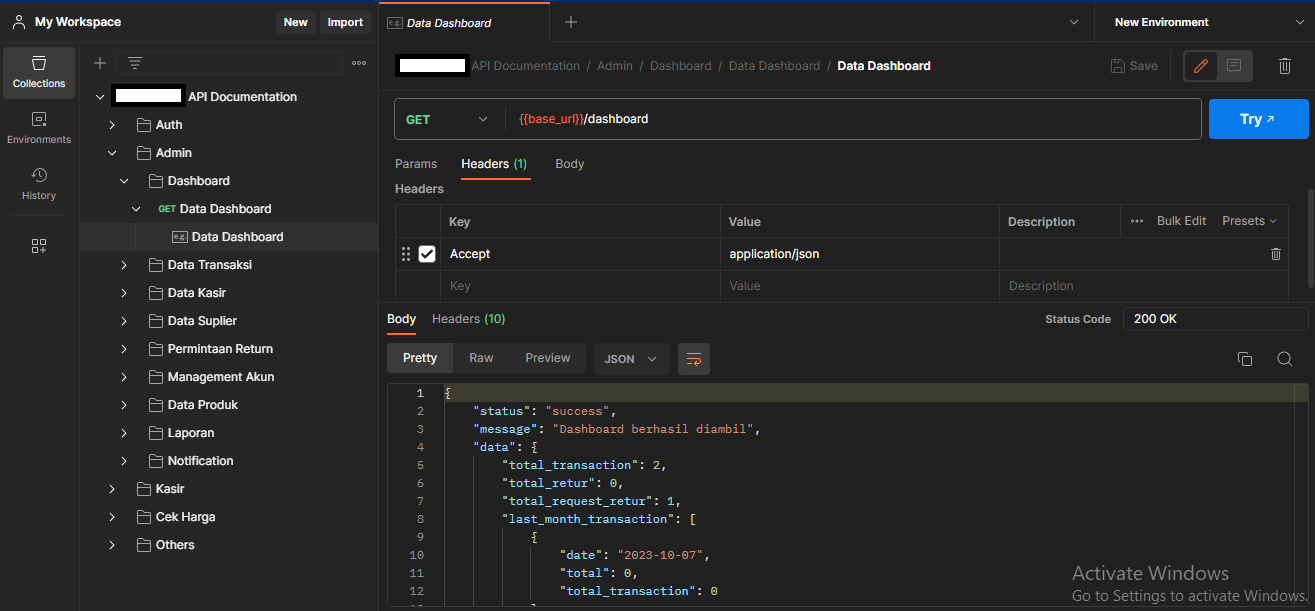 My Workspace
New
Import
Data Dashboard
New Environment
Collections
Environments
History
API Documentation
Auth
Admin
Dashboard
GET Data Dashboard
e.g. Data Dashboard
Data Transaksi
Data Kasir
Data Suplier
Permintaan Return
Management Akun
Data Produk
Laporan
Notification
Kasir
Cek Harga
Others
API Documentation / Admin / Dashboard / Data Dashboard / Data Dashboard
Save
GET
{{base_url}}/dashboard
Try
Params Headers (1) Body
Headers
Key Value Description Bulk Edit Presets
Accept application/json
Key Value Description
Body Headers (10) Status Code 200 OK
Pretty Raw Preview JSON
1 {
2 "status": "success",
3 "message": "Dashboard berhasil diambil",
4 "data": {
5 "total_transaction": 2,
6 "total_retur": 0,
7 "total_request_retur": 1,
8 "last_month_transaction": [
9 {
10 "date": "2023-10-07",
11 "total": 0,
12 "total_transaction": 0
Activate Windows
Go to Settings to activate Windows.